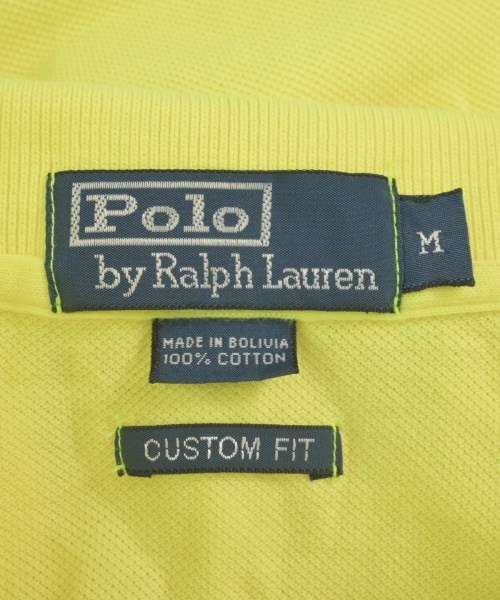 Polo
by Ralph Lauren
M
MADE IN BOLIVIA
100% COTTON
CUSTOM FIT